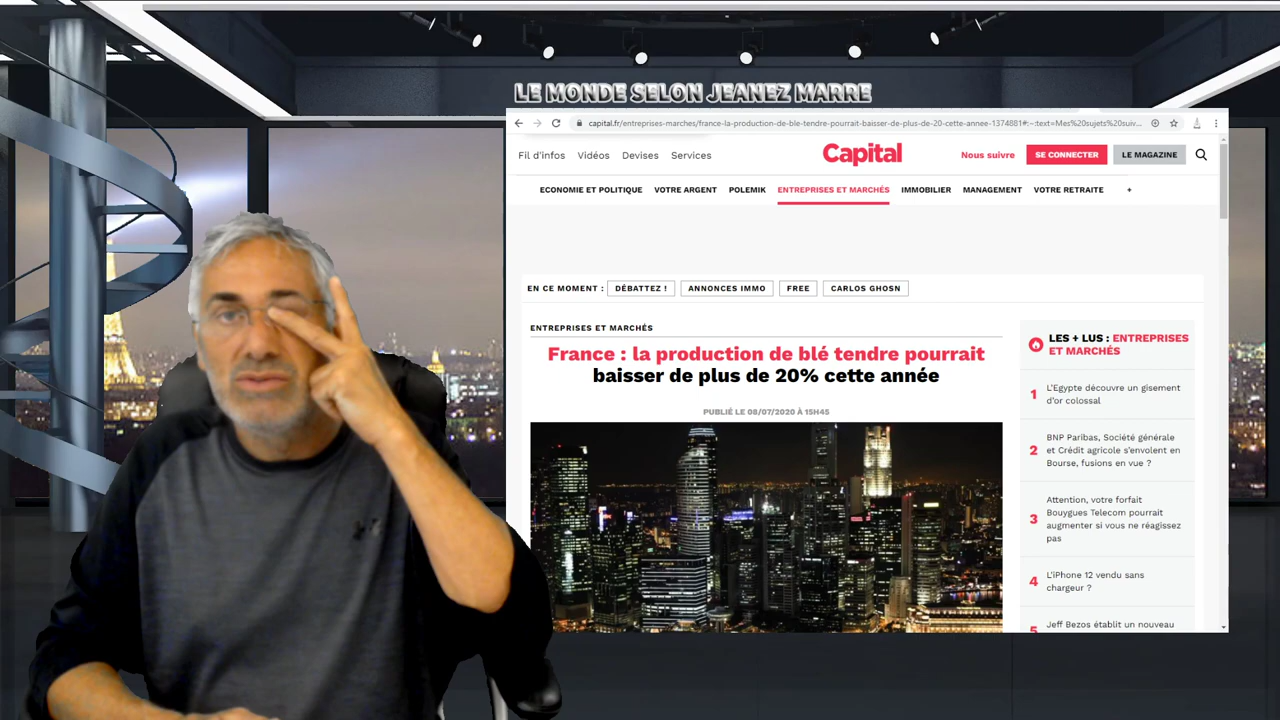 LE MONDE SELON JEANEZ MARRE
capital.fr/entreprises-marches/france-la-production-de-ble-tendre-pourrait-baisser-de-plus-de-20-cette-annee-1374881#:~:text=Mes%20sujets%20suiv...
Fil d'infos Vidéos Devises Services
Capital
Nous suivre SE CONNECTER LE MAGAZINE
ECONOMIE ET POLITIQUE VOTRE ARGENT POLEMIK ENTREPRISES ET MARCHÉS IMMOBILIER MANAGEMENT VOTRE RETRAITE +
EN CE MOMENT : DÉBATTEZ ! ANNONCES IMMO FREE CARLOS GHOSN
ENTREPRISES ET MARCHÉS
France : la production de blé tendre pourrait
baisser de plus de 20% cette année
PUBLIÉ LE 08/07/2020 À 15H45
LES + LUS : ENTREPRISES
ET MARCHÉS
1 L'Egypte découvre un gisement
d'or colossal
2 BNP Paribas, Société générale
et Crédit agricole s'envolent en
Bourse, fusions en vue ?
3 Attention, votre forfait
Bouygues Telecom pourrait
augmenter si vous ne réagissez
pas
4 L'iPhone 12 vendu sans
chargeur ?
5 Jeff Bezos établit un nouveau